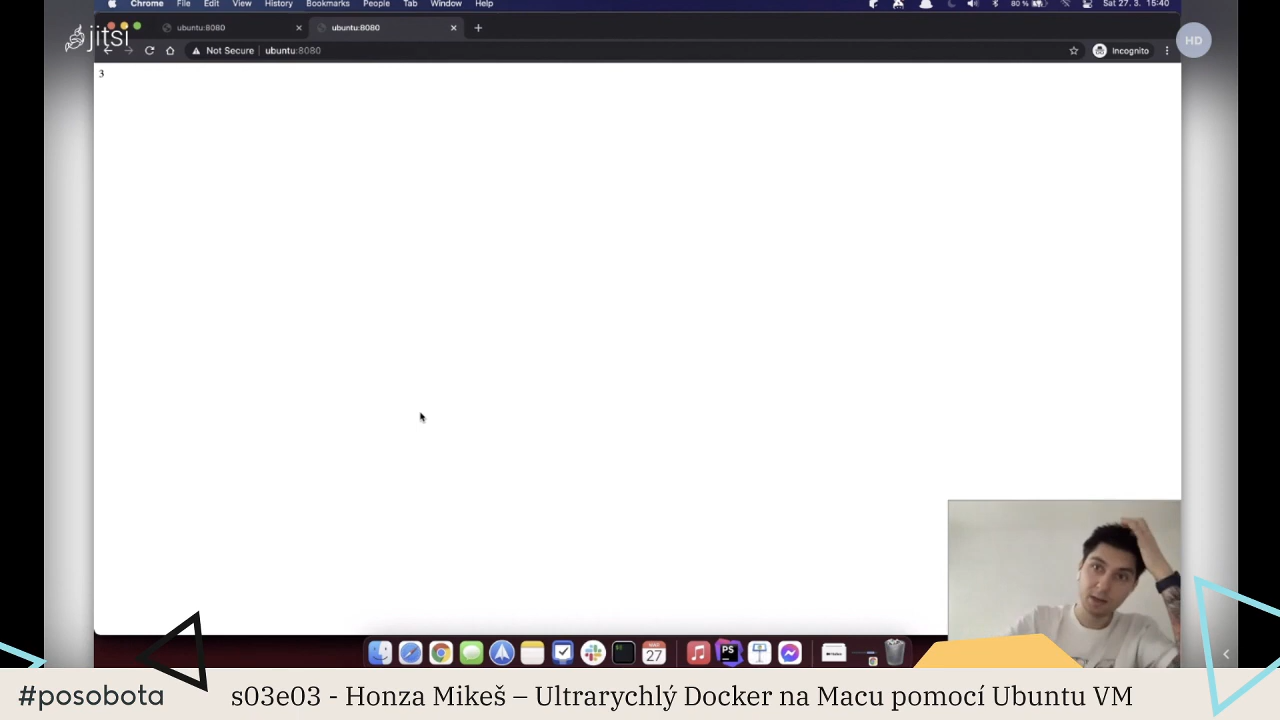 Chrome File Edit View History Bookmarks People Tab Window Help 80 % Sat 27. 3. 15:40
jitsi
ubuntu:8080
ubuntu:8080
HD
Not Secure ubuntu:8080
Incognito
3
PS
27
#posobota
s03e03 - Honza Mikeš – Ultrarychlý Docker na Macu pomocí Ubuntu VM